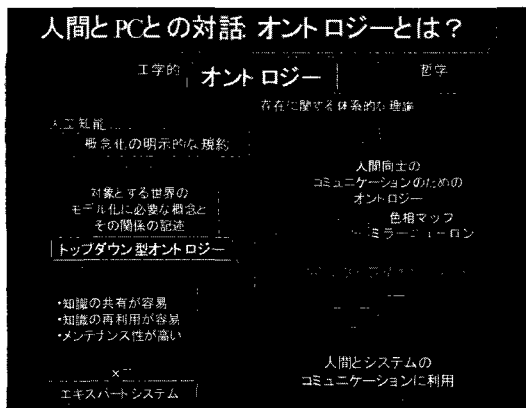 人間とPCとの対話 オントロジーとは？
工学的
オントロジー
哲学
存在に関する体系的な理論
人工知能
概念化の明示的な規約
人間同士の
コミュニケーションのための
オントロジー
色相マップ
ミラーニューロン
対象とする世界の
モデル化に必要な概念と
その関係の記述
トップダウン型オントロジー
・知識の共有が容易
・知識の再利用が容易
・メンテナンス性が高い
エキスパートシステム
人間とシステムの
コミュニケーションに利用